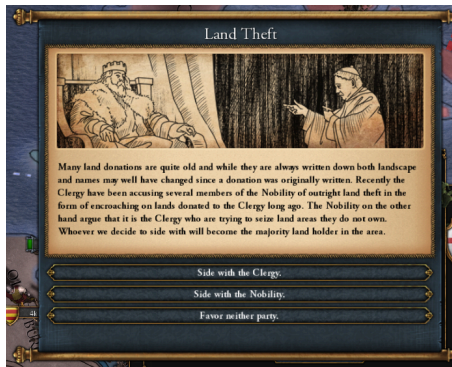 Land Theft
Many land donations are quite old and while they are always written down both landscape
and names may well have changed since a donation was originally written. Recently the
Clergy have been accusing several members of the Nobility of outright land theft in the
form of encroaching on lands donated to the Clergy long ago. The Nobility on the other
hand argue that it is the Clergy who are trying to seize land areas they do not own.
Whoever we decide to side with will become the majority land holder in the area.
Side with the Clergy.
Side with the Nobility.
Favor neither party.